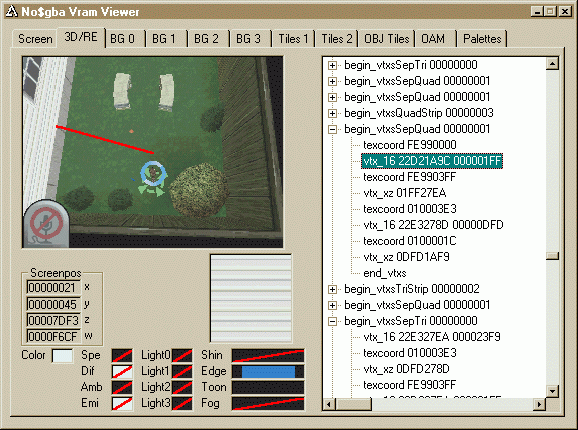 No$gba Vram Viewer
Screen 3D/RE BG 0 BG 1 BG 2 BG 3 Tiles 1 Tiles 2 OBJ Tiles OAM Palettes
begin_vtxsSepTri 00000000
begin_vtxsSepQuad 00000001
begin_vtxsSepQuad 00000001
begin_vtxsQuadStrip 00000003
begin_vtxsSepQuad 00000001
texcoord FE990000
vtx_16 22D21A9C 000001FF
texcoord FE9903FF
vtx_xz 01FF27EA
texcoord 010003E3
vtx_16 22E3278D 00000DFD
texcoord 0100001C
vtx_xz 0DFD1AF9
end_vtxs
begin_vtxsTriStrip 00000002
begin_vtxsSepQuad 00000001
begin_vtxsSepTri 00000000
vtx_16 22E327EA 000023F9
texcoord 010003E3
vtx_xz 0DFD278D
texcoord FE9903FF
Screenpos
00000021 x
00000045 y
00007DF3 z
0000F6CF w
Color Spe Light0 Shin
Dif Light1 Edge
Amb Light2 Toon
Emi Light3 Fog